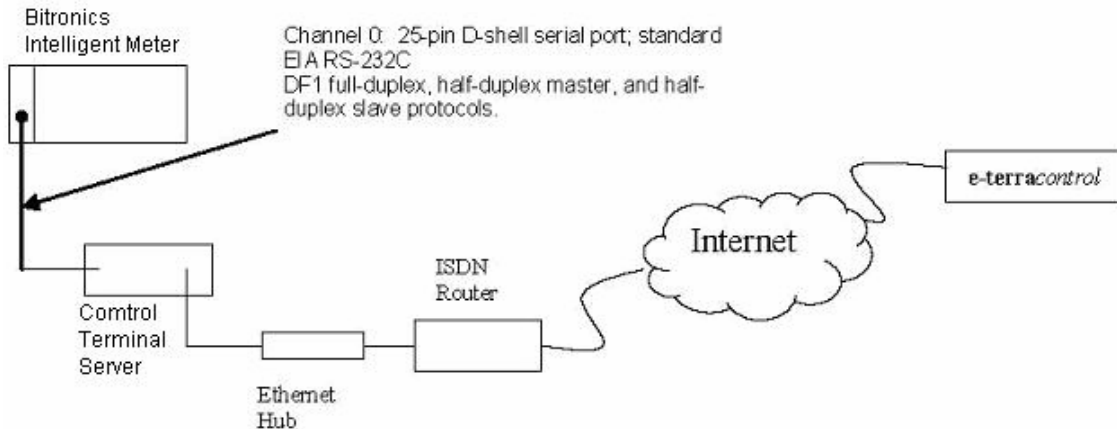 Bitronics
Intelligent Meter
Channel 0:  25-pin D-shell serial port; standard
EIA RS-232C
DF1 full-duplex, half-duplex master, and half-
duplex slave protocols.
e-terracontrol
Internet
ISDN
Router
Comtrol
Terminal
Server
Ethernet
Hub